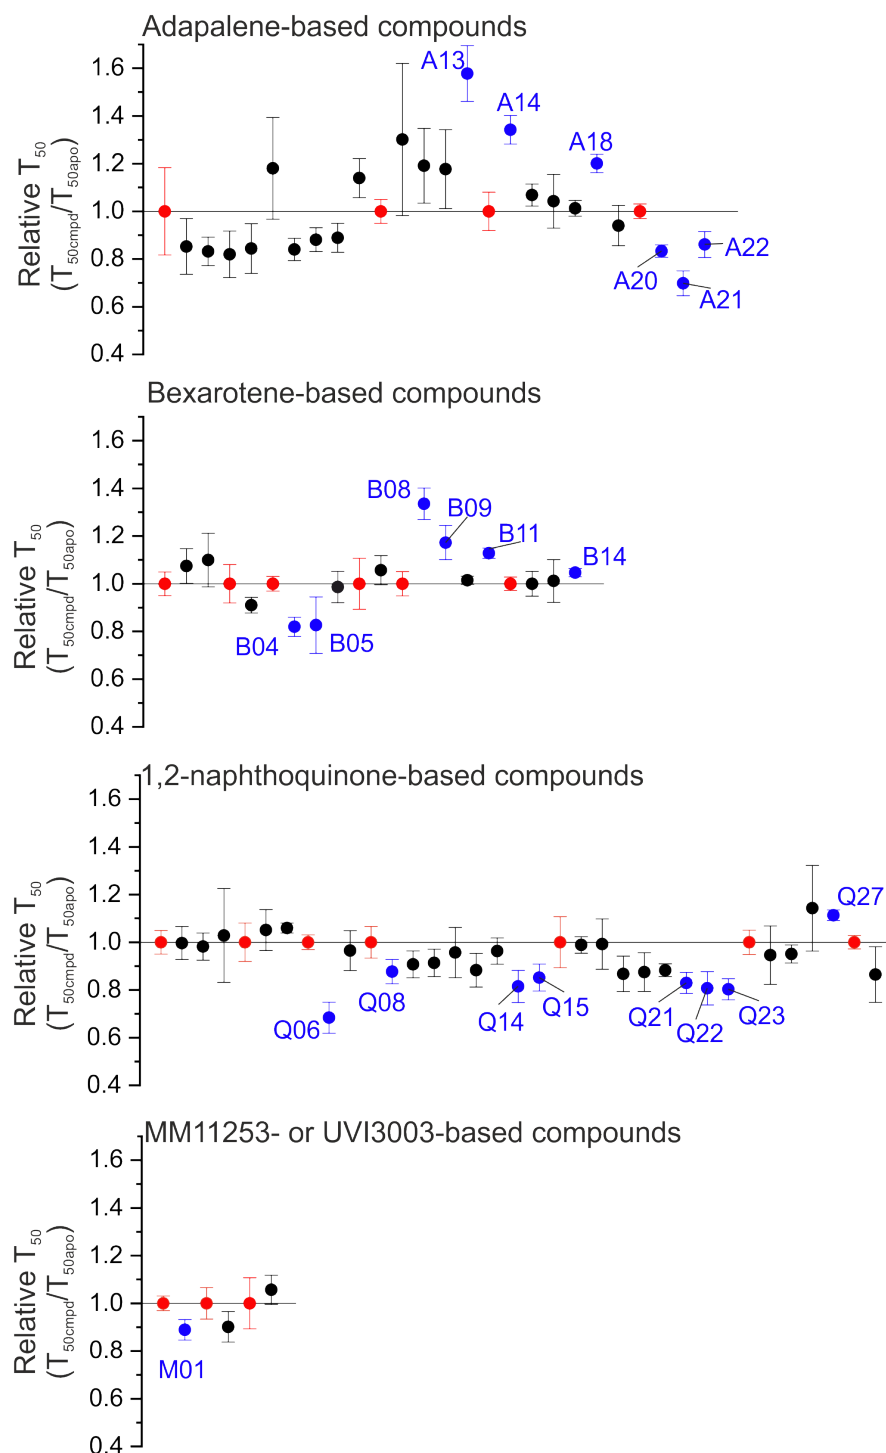 Adapalene-based compounds
1.6
1.4
1.2
1.0
0.8
0.6
0.4
Relative T50
(T50cmpd/T50apo)
A13
A14
A18
A20
A22
A21
Bexarotene-based compounds
1.6
1.4
1.2
1.0
0.8
0.6
0.4
Relative T50
(T50cmpd/T50apo)
B08
B09
B11
B14
B04
B05
1,2-naphthoquinone-based compounds
1.6
1.4
1.2
1.0
0.8
0.6
0.4
Relative T50
(T50cmpd/T50apo)
Q27
Q06
Q08
Q14
Q15
Q21
Q22
Q23
MM11253- or UVI3003-based compounds
1.6
1.4
1.2
1.0
0.8
0.6
0.4
Relative T50
(T50cmpd/T50apo)
M01